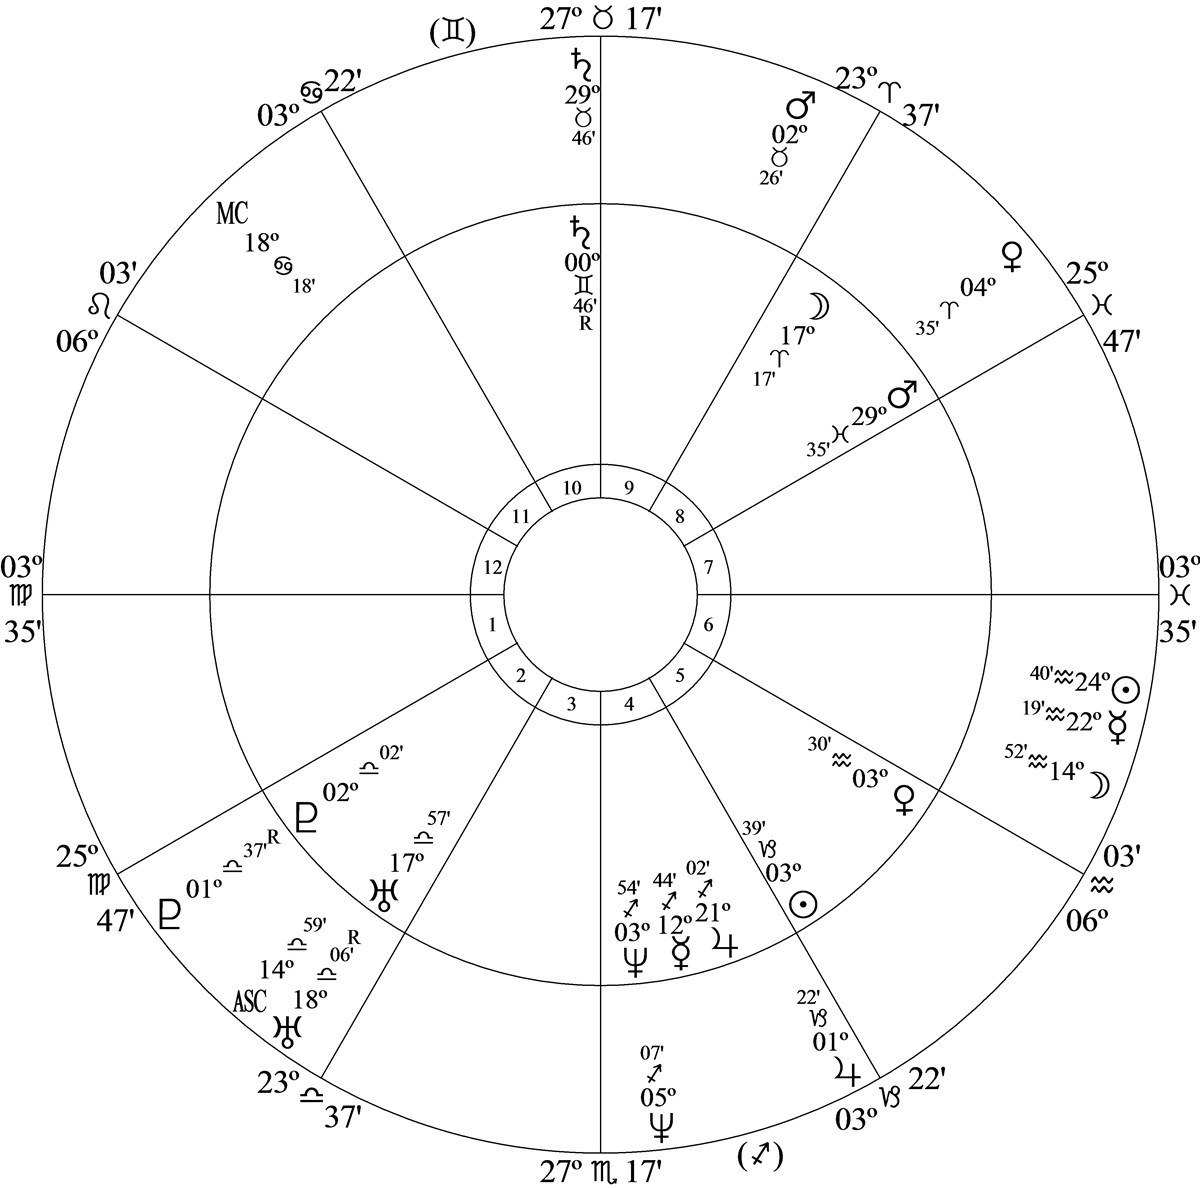 (♊)
27º ♉ 17'
03º ♋ 22'
23º ♈ 37'
♄ 29º ♉ 46'
♂ 02º ♉ 26'
MC 18º ♋ 18'
♀ 04º ♈ 35'
03' ♌ 06º
25º ♓ 47'
♄ 00º ♊ 46' R
☽ 17º ♈ 17'
♂ 29º ♓ 35'
10 9
11 8
12 7
1 6
2 5
3 4
03º ♍ 35'
03º ♓ 35'
40' ♒ 24º ☉
19' ♒ 22º ☿
52' ♒ 14º ☽
30' ♒ 03º ♀
♇ 02º ♎ 02'
♅ 17º ♎ 57'
39' ♑ 03º ☉
54' ♐ 03º ♆
44' ♐ 12º ☿
02' ♐ 21º ♃
25º ♍ 47'
♇ 01º ♎ 37' R
03' ♒ 06º
ASC 14º ♎ 59'
♅ 18º ♎ 06' R
22' ♑ 01º ♃
07' ♐ 05º ♆
23º ♎ 37'
03º ♑ 22'
27º ♏ 17'
(♐)